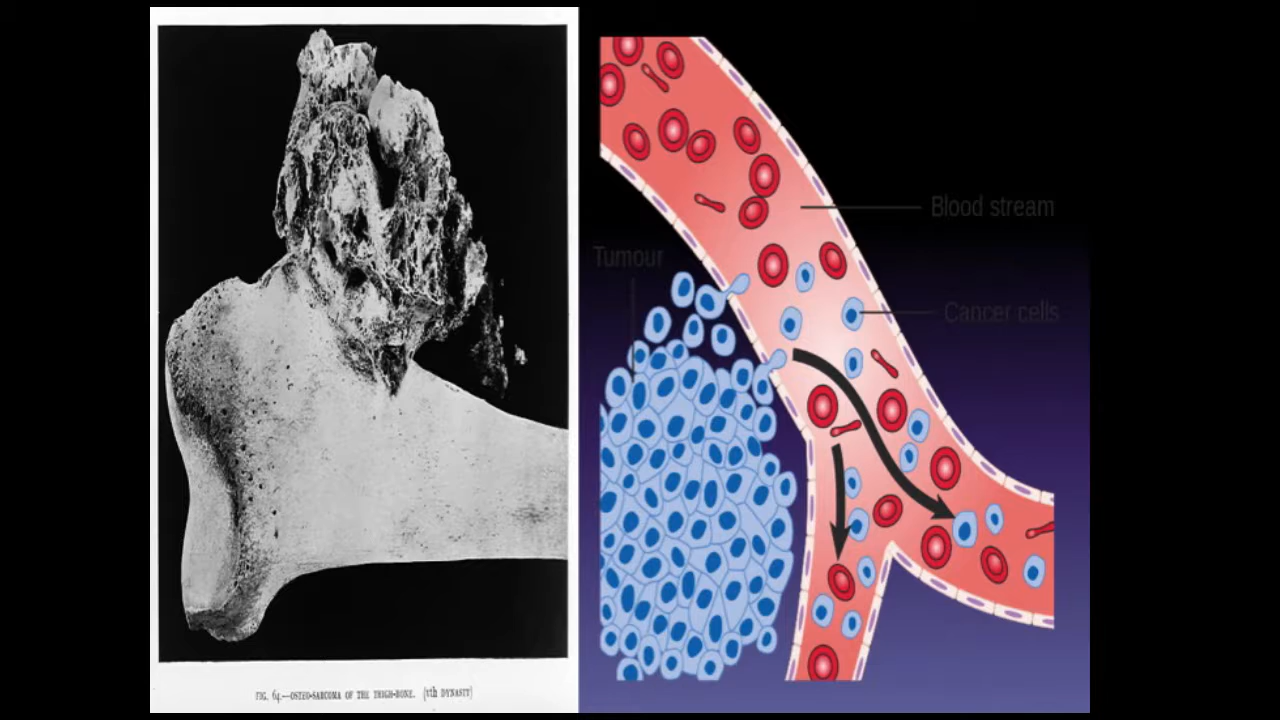 FIG. 64.—OSTEO-SARCOMA OF THE THIGH-BONE. (Vth DYNASTY)
Blood stream
Tumour
Cancer cells